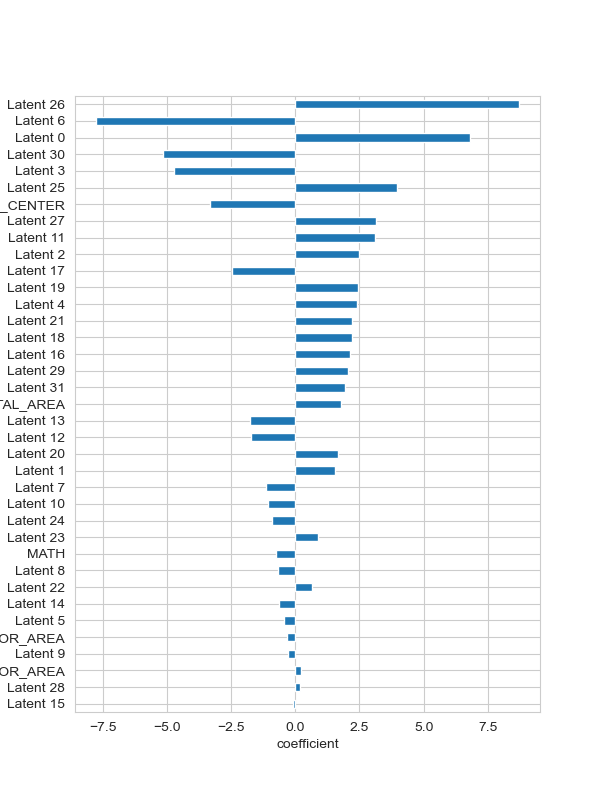 Latent 26
Latent 6
Latent 0
Latent 30
Latent 3
Latent 25
_CENTER
Latent 27
Latent 11
Latent 2
Latent 17
Latent 19
Latent 4
Latent 21
Latent 18
Latent 16
Latent 29
Latent 31
TAL_AREA
Latent 13
Latent 12
Latent 20
Latent 1
Latent 7
Latent 10
Latent 24
Latent 23
MATH
Latent 8
Latent 22
Latent 14
Latent 5
OR_AREA
Latent 9
OR_AREA
Latent 28
Latent 15
−7.5 −5.0 −2.5 0.0 2.5 5.0 7.5
coefficient